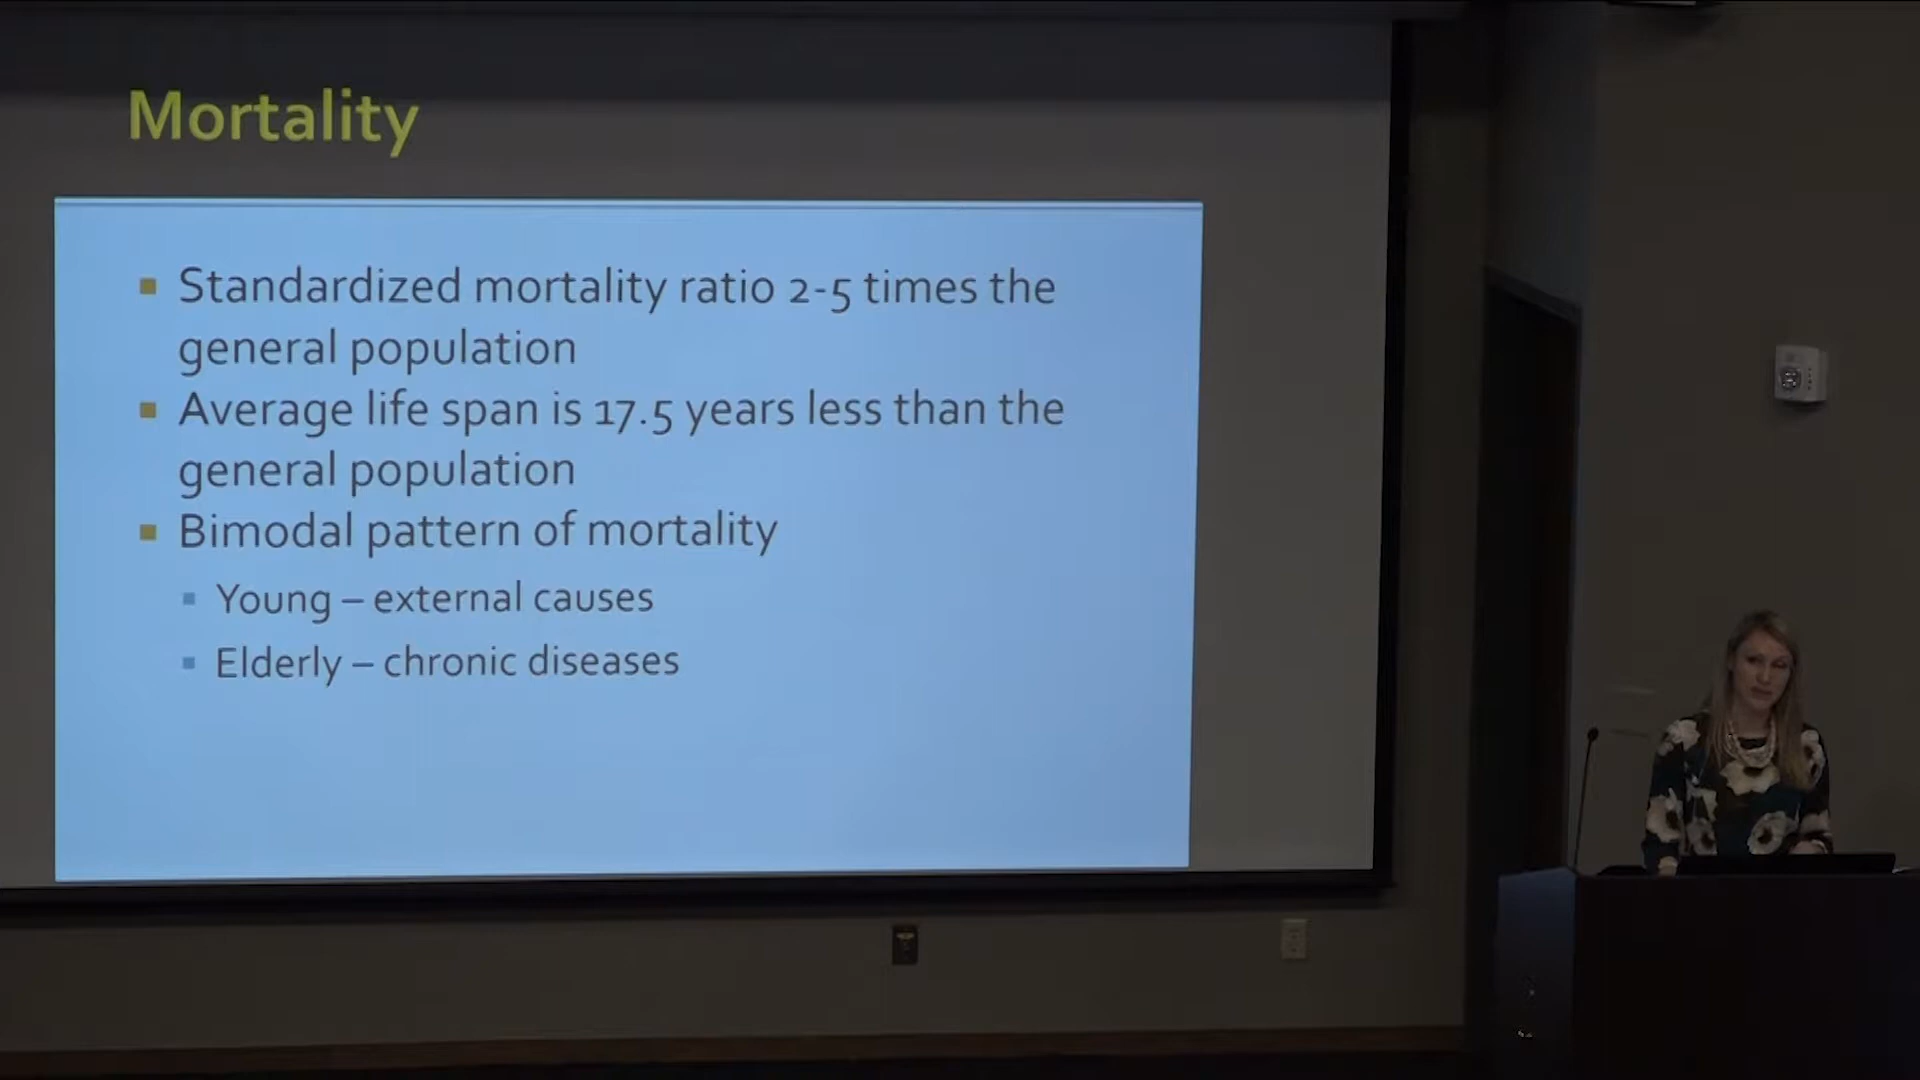 Mortality
Standardized mortality ratio 2-5 times the
general population
Average life span is 17.5 years less than the
general population
Bimodal pattern of mortality
Young – external causes
Elderly – chronic diseases